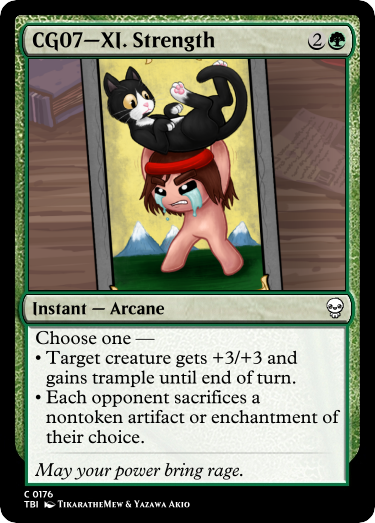 CG07—XI. Strength 2
Instant — Arcane
Choose one —
• Target creature gets +3/+3 and
gains trample until end of turn.
• Each opponent sacrifices a
nontoken artifact or enchantment of
their choice.
May your power bring rage.
C 0176
TBI TikaratheMew & Yazawa Akio